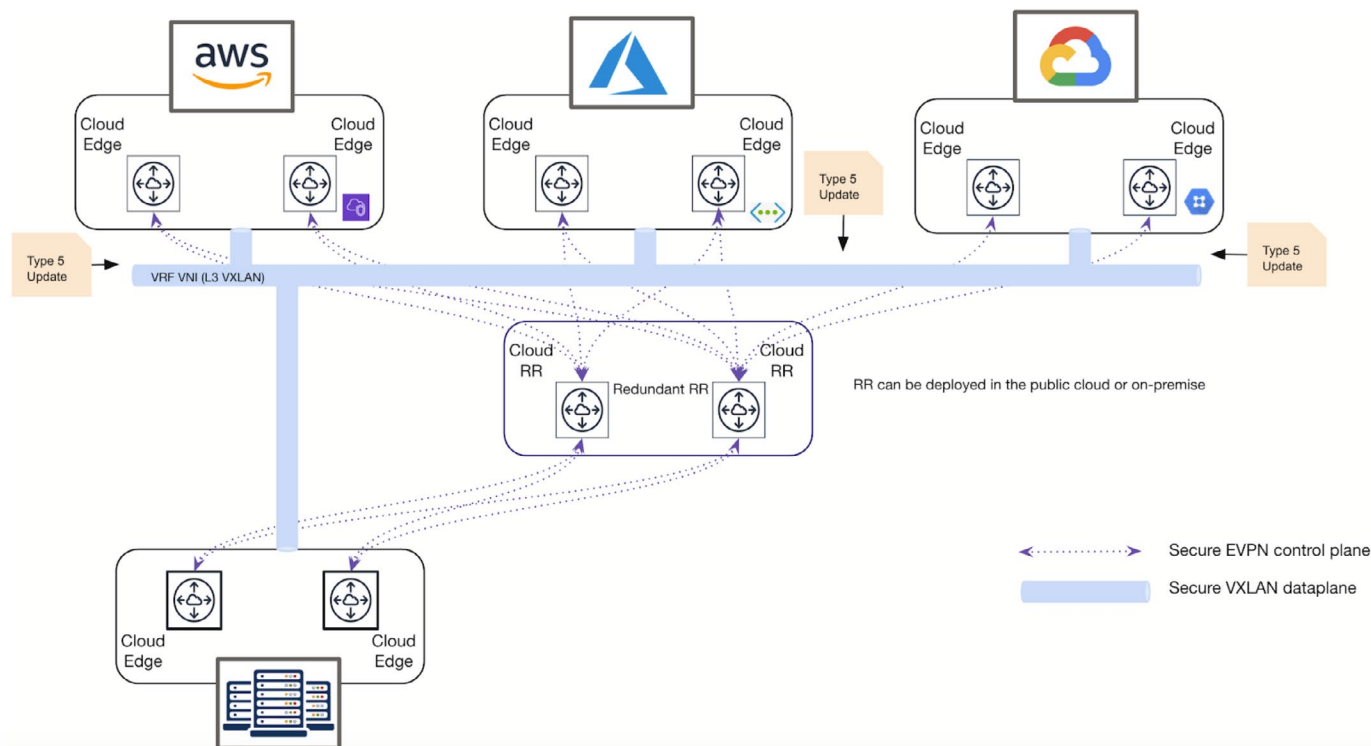 aws
Cloud
Edge
Cloud
Edge
Cloud
Edge
Cloud
Edge
Cloud
Edge
Cloud
Edge
Type 5
Update
Type 5
Update
Type 5
Update
VRF VNI (L3 VXLAN)
Cloud
RR
Redundant RR
Cloud
RR
RR can be deployed in the public cloud or on-premise
Secure EVPN control plane
Secure VXLAN dataplane
Cloud
Edge
Cloud
Edge